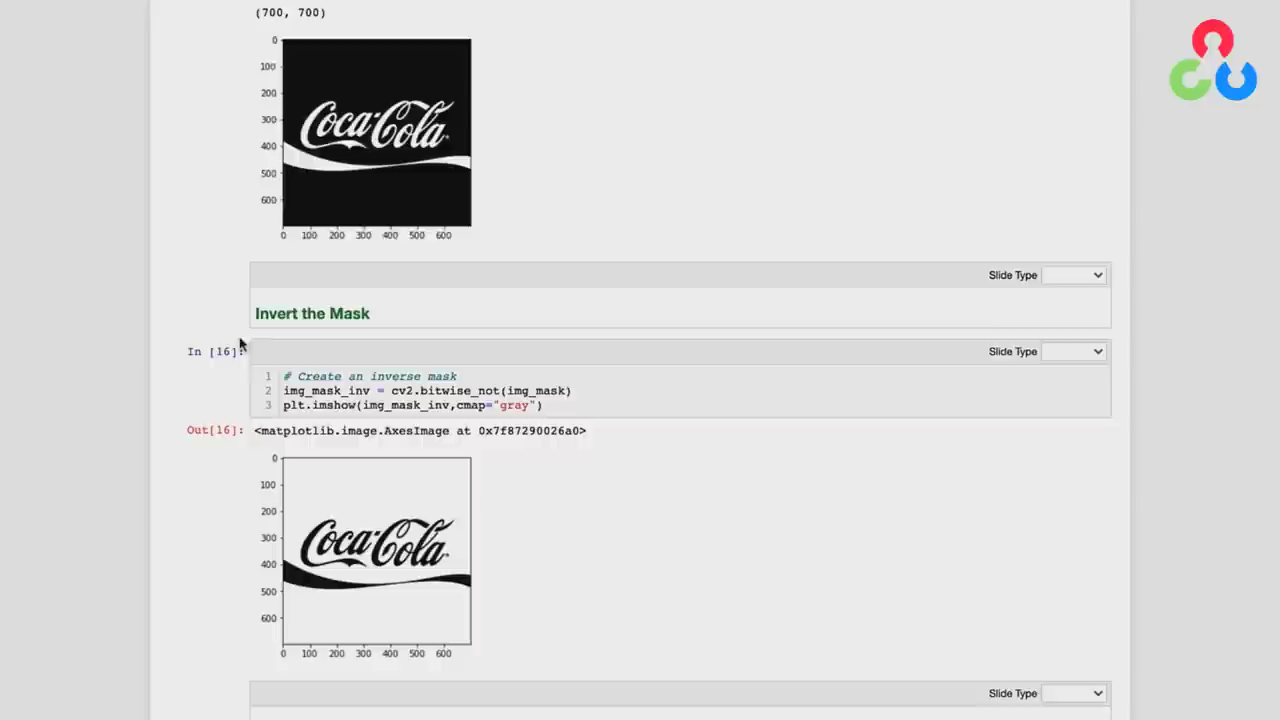 (700, 700)
0
100
200
300
400
500
600
Coca-Cola
0 100 200 300 400 500 600
Slide Type
Invert the Mask
In [16]:
Slide Type
1 # Create an inverse mask
2 img_mask_inv = cv2.bitwise_not(img_mask)
3 plt.imshow(img_mask_inv,cmap="gray")
Out[16]: <matplotlib.image.AxesImage at 0x7f87290026a0>
0
100
200
300
400
500
600
Coca-Cola
0 100 200 300 400 500 600
Slide Type